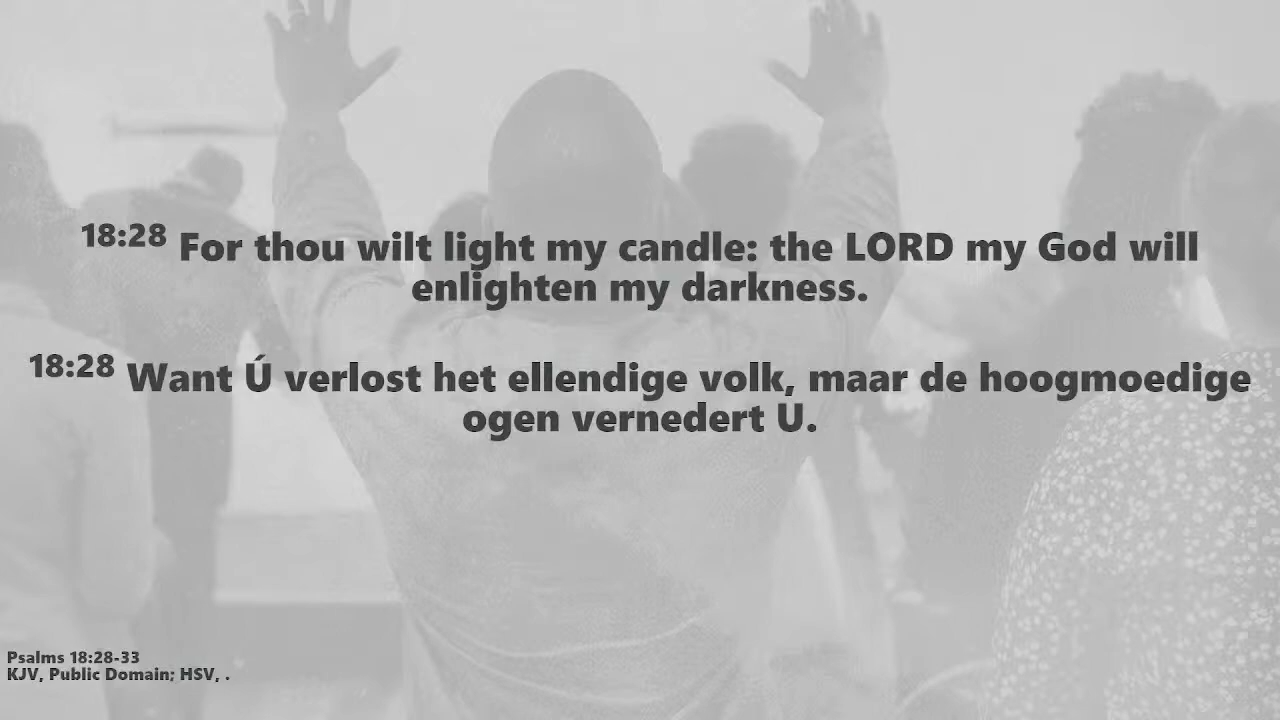 18:28 For thou wilt light my candle: the LORD my God will
enlighten my darkness.
18:28 Want Ú verlost het ellendige volk, maar de hoogmoedige
ogen vernedert U.
Psalms 18:28-33
KJV, Public Domain; HSV, .